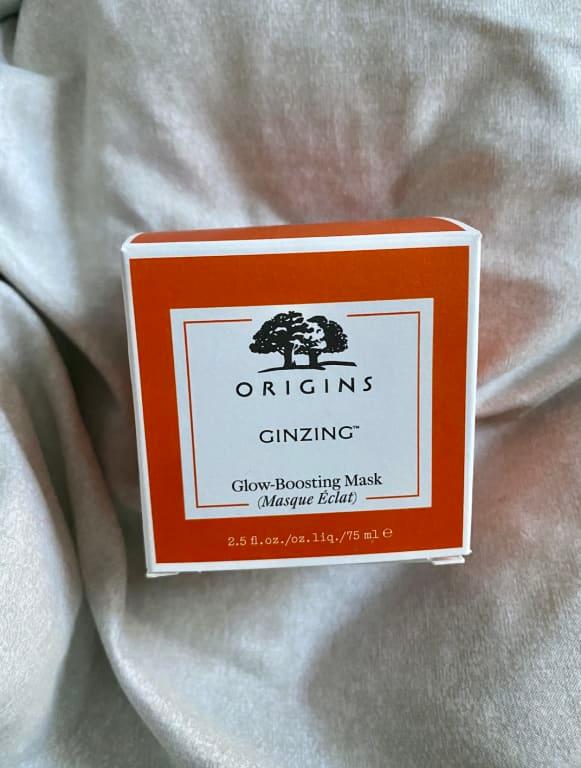 ORIGINS
GINZING™
Glow-Boosting Mask
(Masque Éclat)
2.5 fl.oz./oz.liq./75 ml ℮